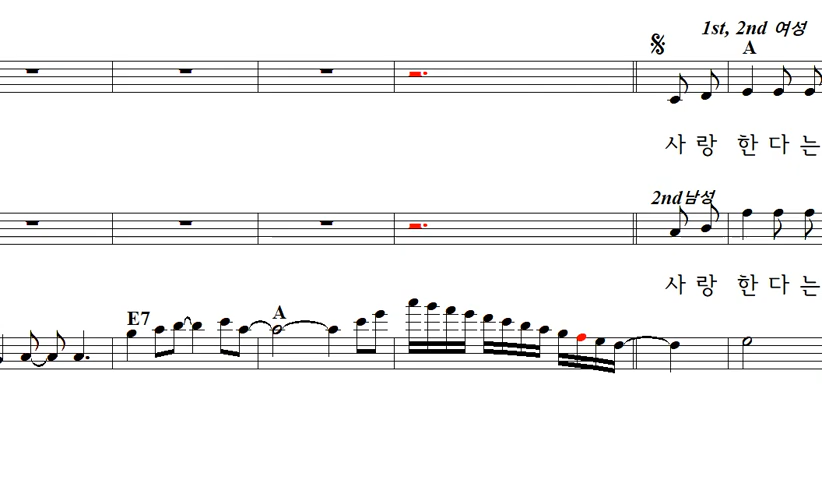 1st, 2nd 여성
A
사 랑 한 다 는
2nd남성
사 랑 한 다 는
E7 A